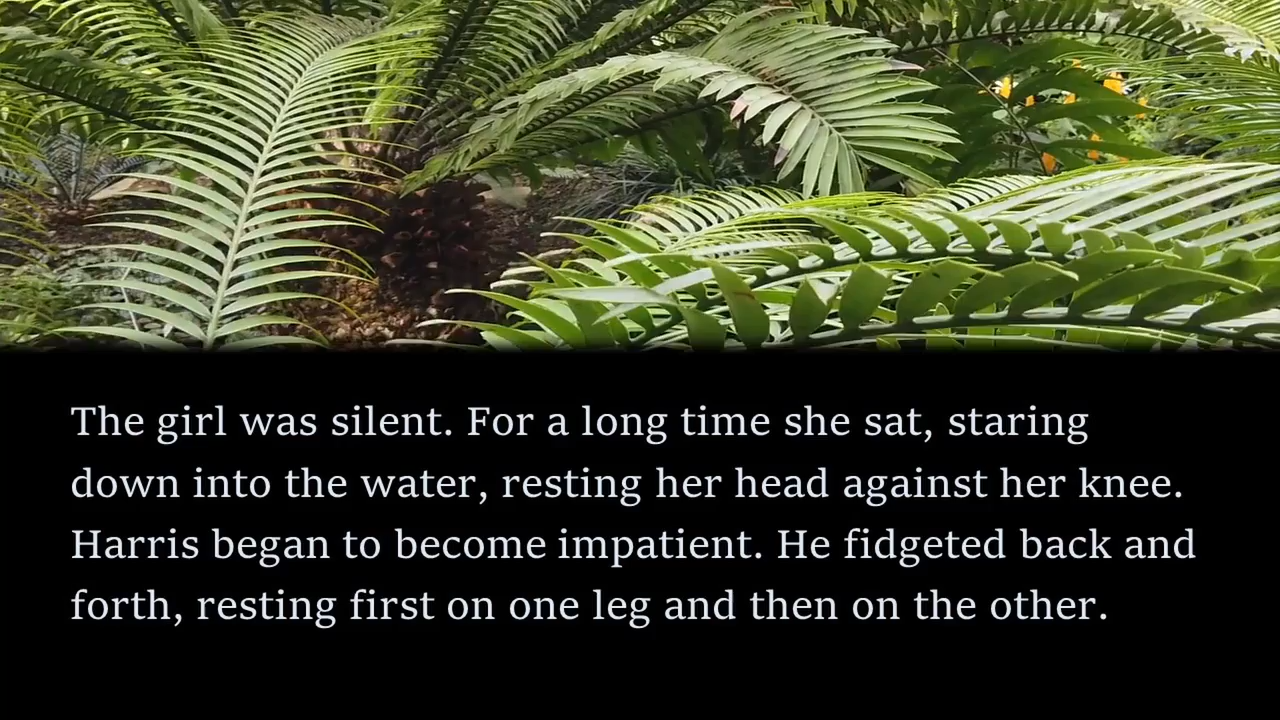 The girl was silent. For a long time she sat, staring
down into the water, resting her head against her knee.
Harris began to become impatient. He fidgeted back and
forth, resting first on one leg and then on the other.